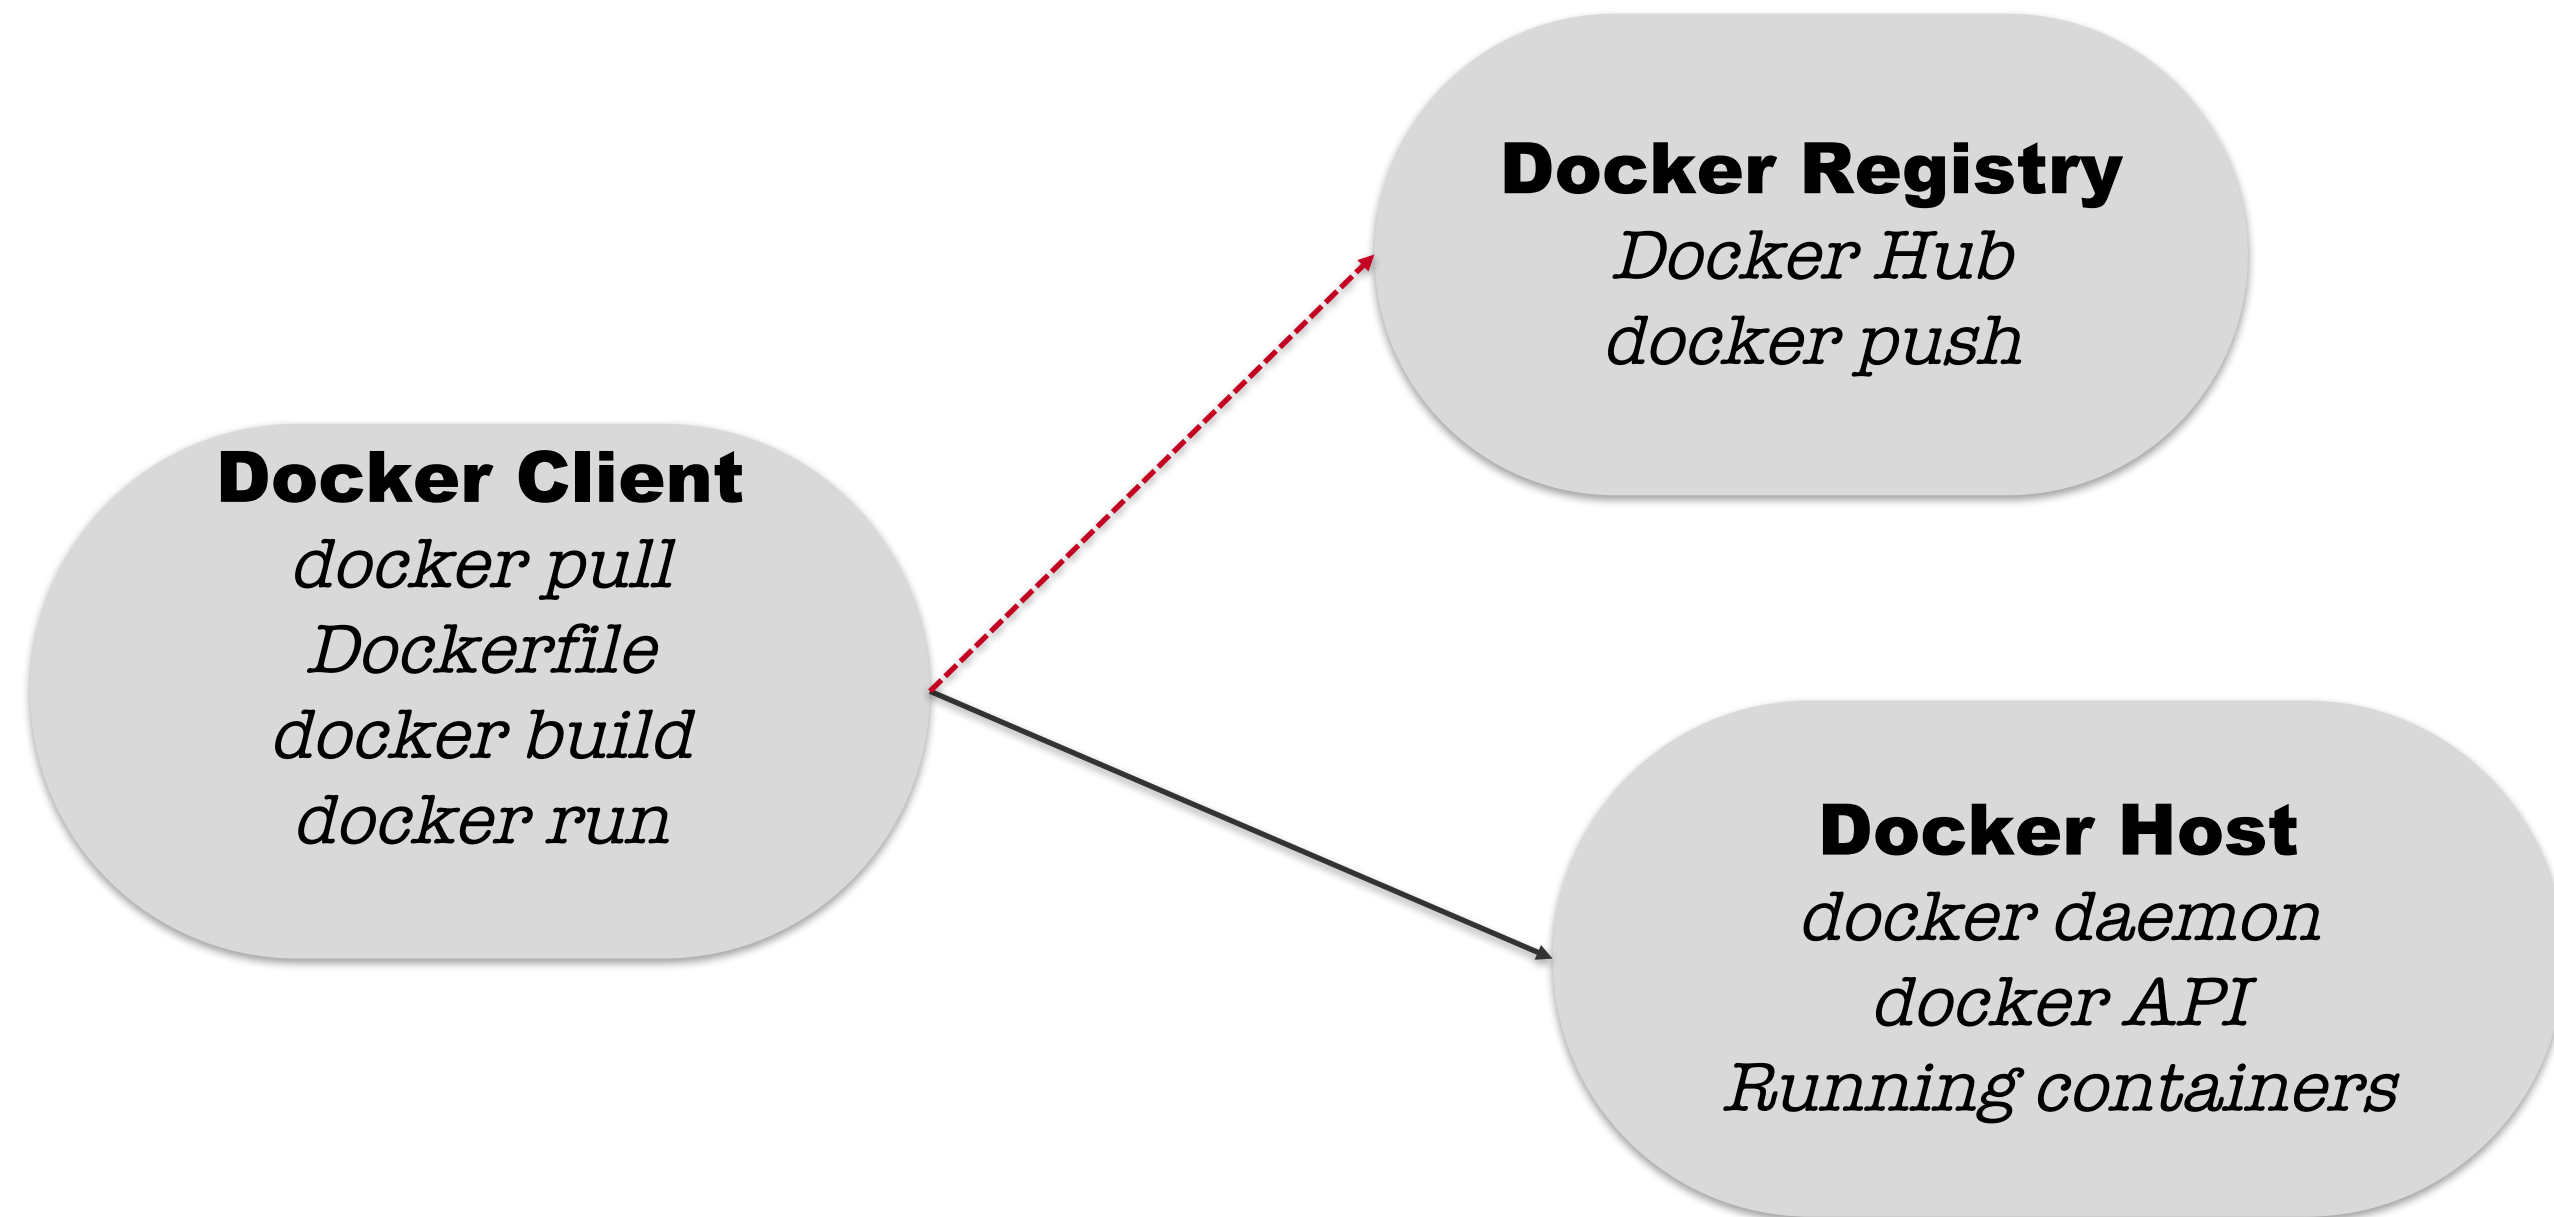 Docker Registry
Docker Hub
docker push
Docker Client
docker pull
Dockerfile
docker build
docker run
Docker Host
docker daemon
docker API
Running containers